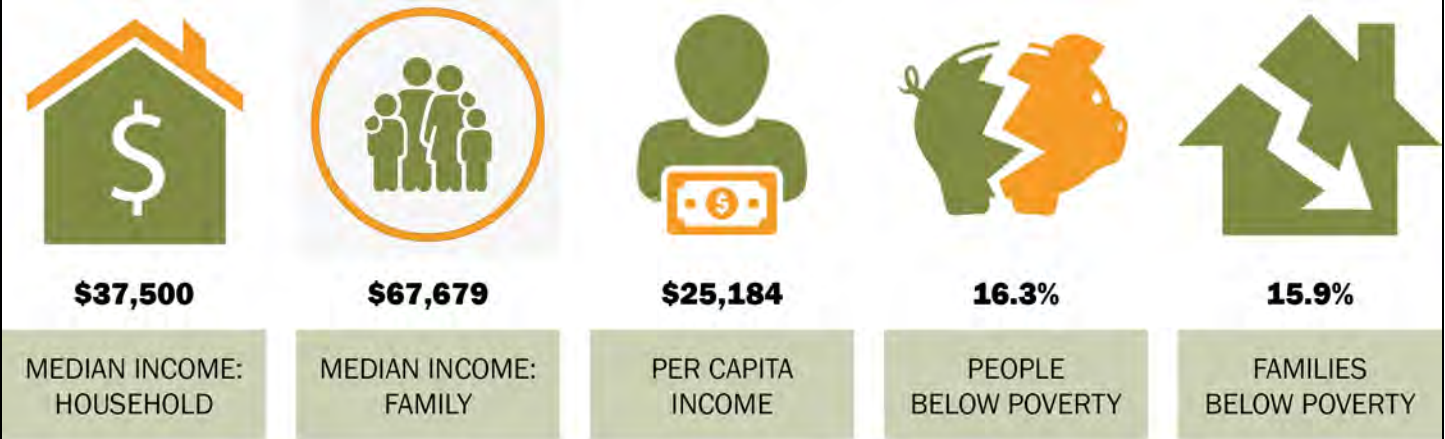 $
$
$37,500
MEDIAN INCOME:
HOUSEHOLD
$67,679
MEDIAN INCOME:
FAMILY
$25,184
PER CAPITA
INCOME
16.3%
PEOPLE
BELOW POVERTY
15.9%
FAMILIES
BELOW POVERTY